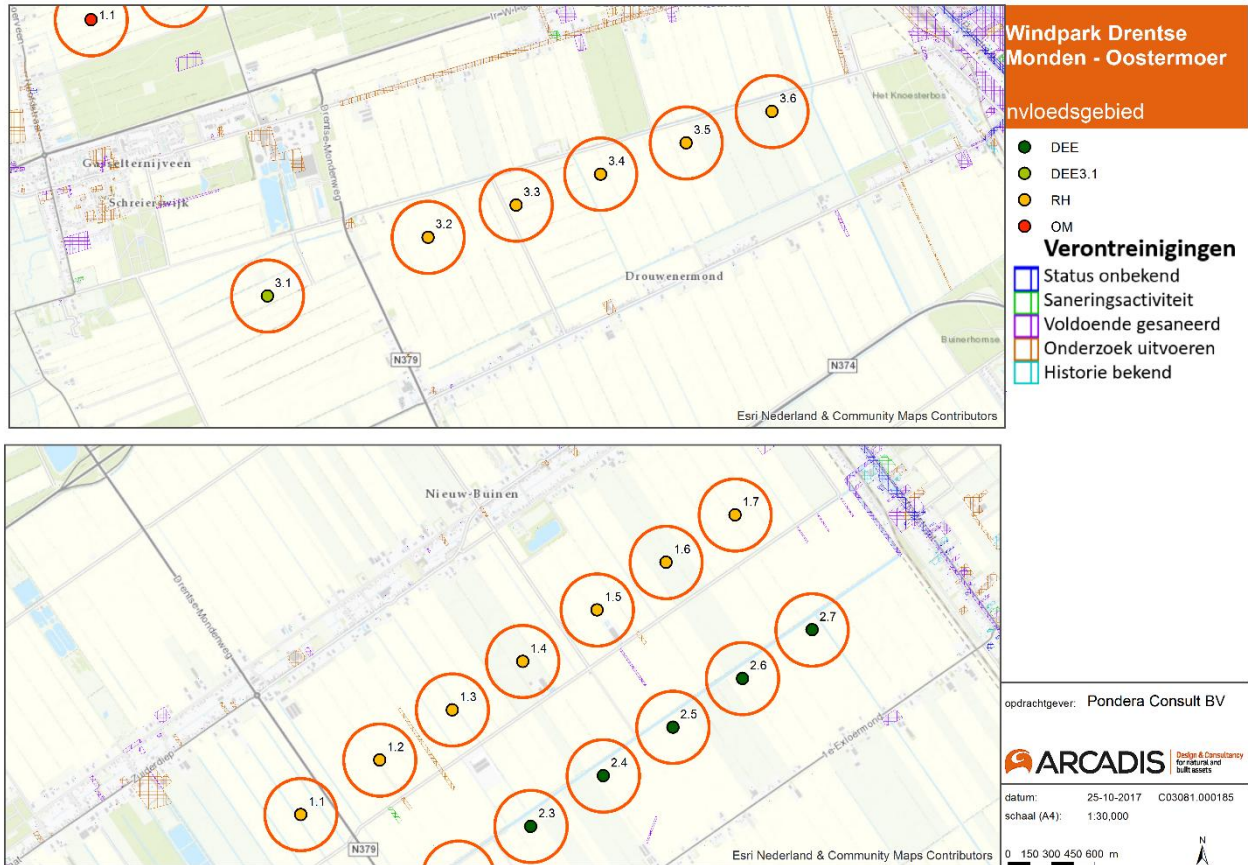 1.1
Ir-W-I-
Gasselternijveen
Schreierswijk
Drentse-Mondenweg
Het Knoesterbos
3.6
3.5
3.4
3.3
3.2
3.1
Drouwenermond
N379
N374
Buinerhornse
Esri Nederland & Community Maps Contributors
Nieuw-Buinen
Drentse-Mondenweg
Zuiderdiep
1.7
1.6
1.5
1.4
1.3
1.2
1.1
2.7
2.6
2.5
2.4
2.3
1e-Exloermond
N379
Esri Nederland & Community Maps Contributors
Windpark Drentse
Monden - Oostermoer
nvloedsgebied
DEE
DEE3.1
RH
OM
Verontreinigingen
Status onbekend
Saneringsactiviteit
Voldoende gesaneerd
Onderzoek uitvoeren
Historie bekend
opdrachtgever: Pondera Consult BV
ARCADIS
Design & Consultancy
for natural and
built assets
datum: 25-10-2017 C03081.000185
schaal (A4): 1:30,000
0 150 300 450 600 m
N